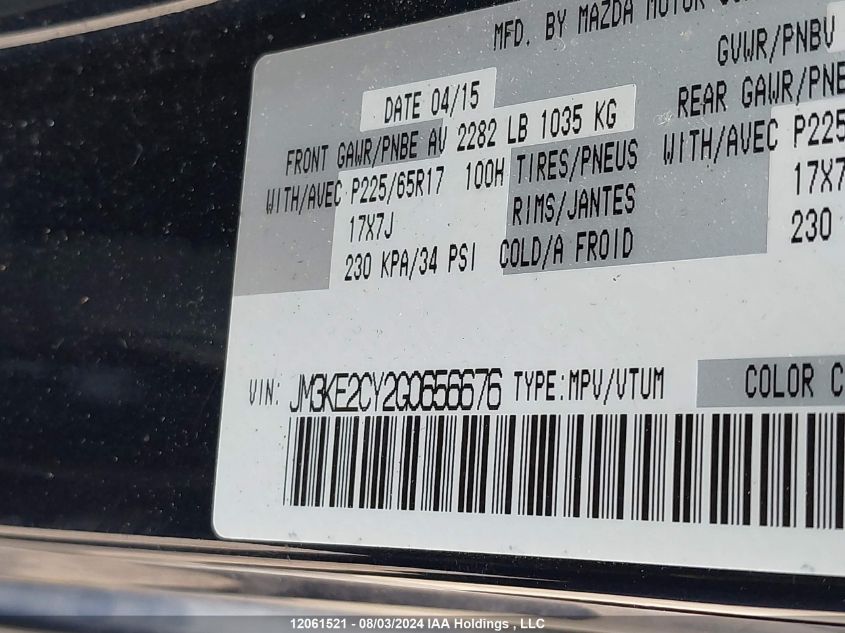 MFD. BY MAZDA MOTOR
GVWR/PNBV
DATE 04/15
FRONT GAWR/PNBE AV 2282 LB 1035 KG
REAR GAWR/PNBE
WITH/AVEC P225/65R17 100H TIRES/PNEUS WITH/AVEC P225
17X7J RIMS/JANTES 17X7
230 KPA/34 PSI COLD/A FROID 230
VIN: JM3KE2CY2G0656676 TYPE:MPV/VTUM COLOR C
12061521 - 08/03/2024 IAA Holdings , LLC